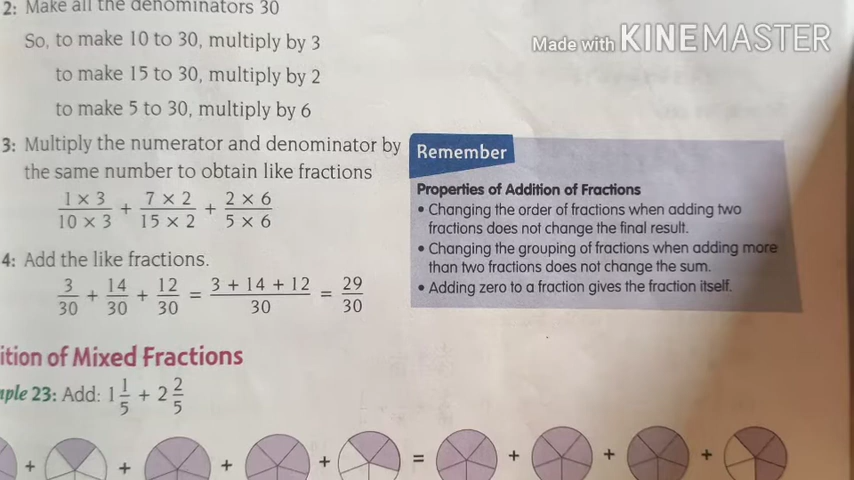 2: Make all the denominators 30
So, to make 10 to 30, multiply by 3
to make 15 to 30, multiply by 2
to make 5 to 30, multiply by 6
3: Multiply the numerator and denominator by
the same number to obtain like fractions
1 × 3/10 × 3 + 7 × 2/15 × 2 + 2 × 6/5 × 6
4: Add the like fractions.
3/30 + 14/30 + 12/30 = 3 + 14 + 12/30 = 29/30
ition of Mixed Fractions
mple 23: Add: 1 1/5 + 2 2/5
+ + + + = + + +
Made with KINEMASTER
Remember
Properties of Addition of Fractions
• Changing the order of fractions when adding two
fractions does not change the final result.
• Changing the grouping of fractions when adding more
than two fractions does not change the sum.
• Adding zero to a fraction gives the fraction itself.